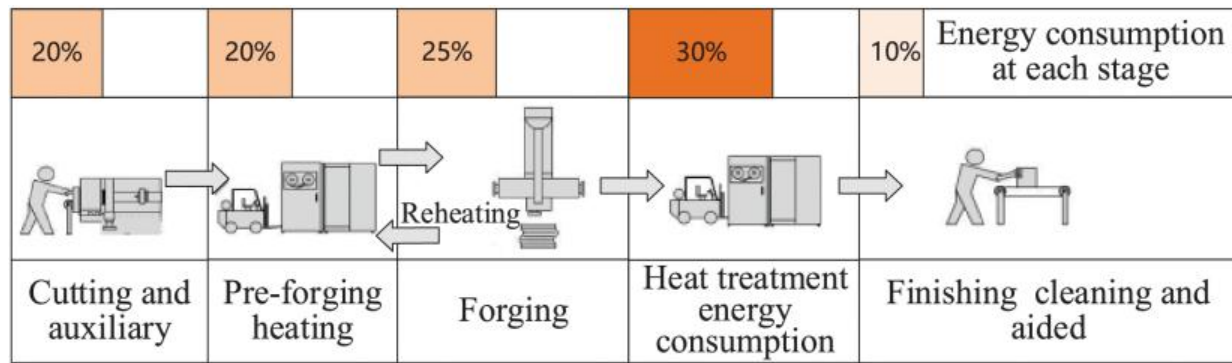 20%
20%
25%
30%
10%
Energy consumption
at each stage
Reheating
Cutting and
auxiliary
Pre-forging
heating
Forging
Heat treatment
energy
consumption
Finishing cleaning and
aided